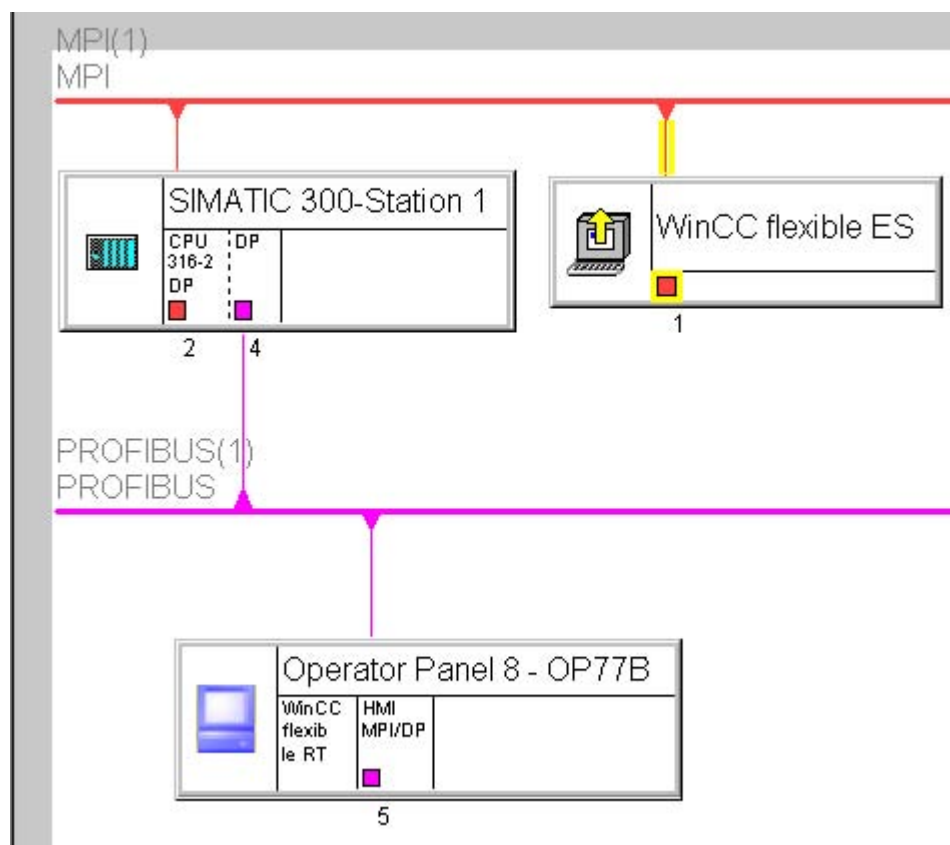 MPI(1)
MPI
SIMATIC 300-Station 1
CPU
316-2
DP
DP
2
4
WinCC flexible ES
1
PROFIBUS(1)
PROFIBUS
Operator Panel 8 - OP77B
WinCC
flexib
le RT
HMI
MPI/DP
5